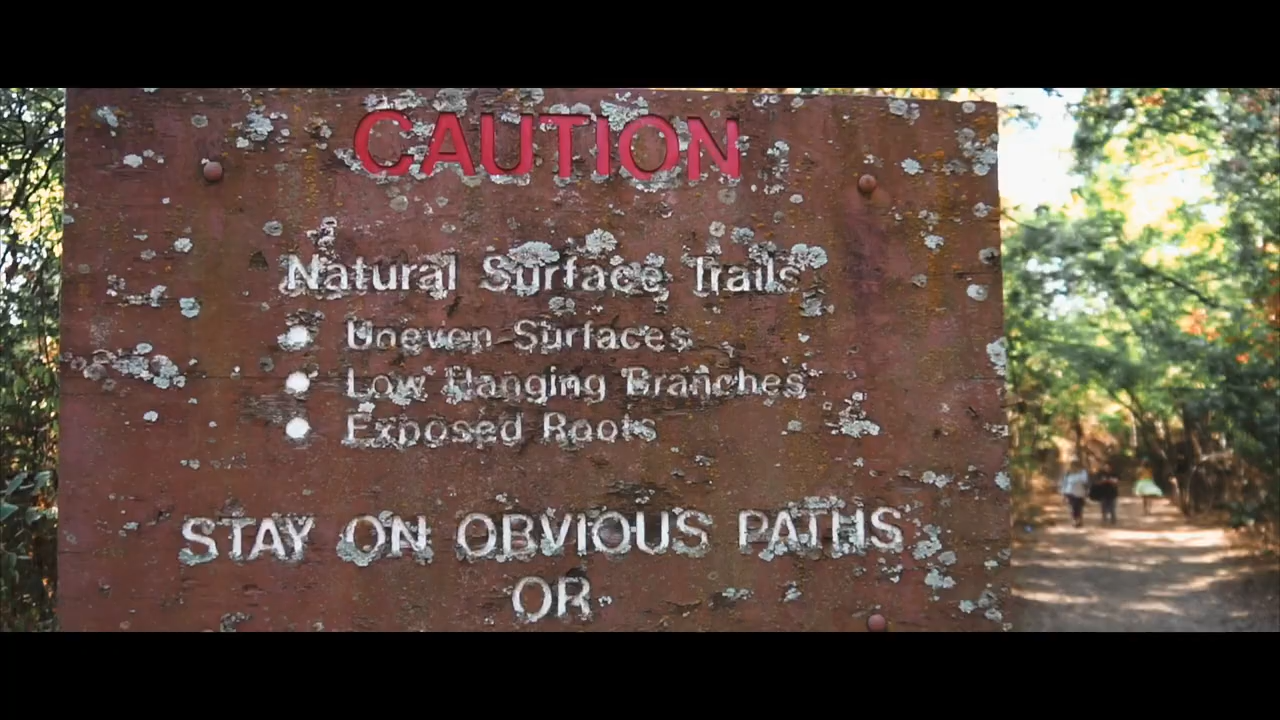 CAUTION
Natural Surface Trails
Uneven Surfaces
Low Hanging Branches
Exposed Roots
STAY ON OBVIOUS PATHS
OR